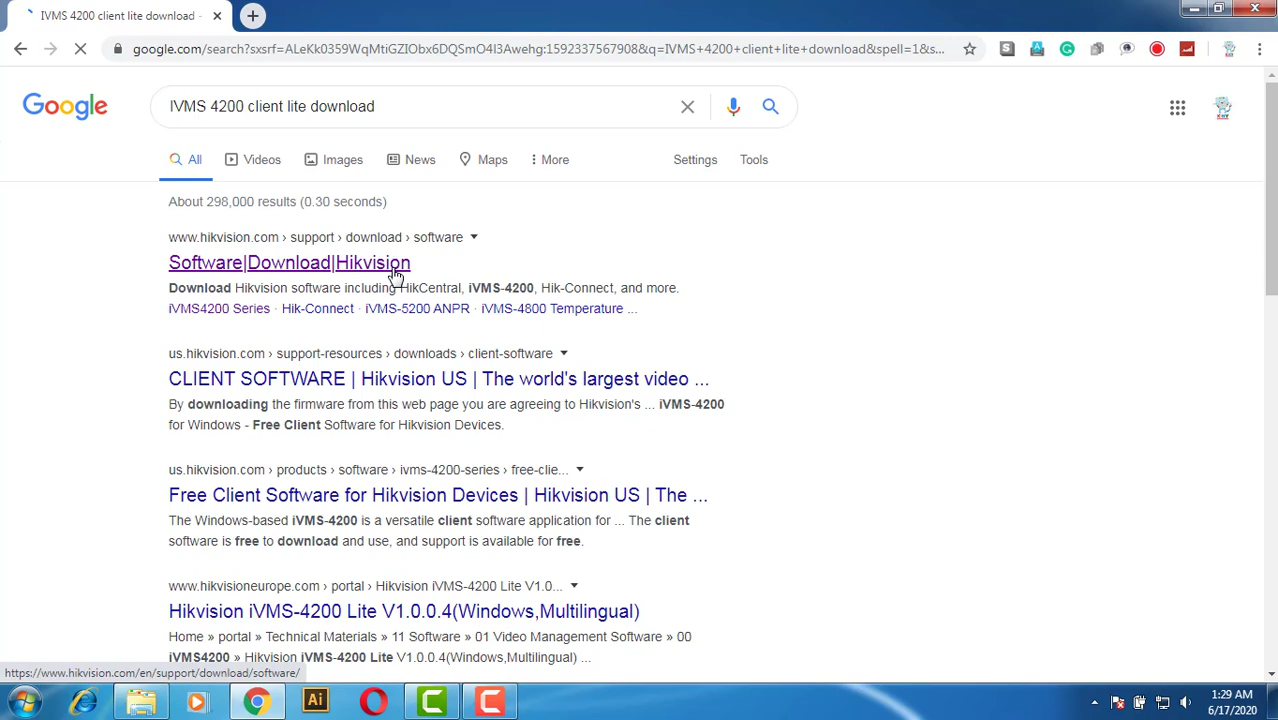 IVMS 4200 client lite download -
google.com/search?sxsrf=ALeKk0359WqMtiGZIObx6DQSmO4l3Awehg:1592337567908&q=IVMS+4200+client+lite+download&spell=1&s...
Google
IVMS 4200 client lite download
All
Videos
Images
News
Maps
More
Settings
Tools
About 298,000 results (0.30 seconds)
www.hikvision.com › support › download › software
Software|Download|Hikvision
Download Hikvision software including HikCentral, iVMS-4200, Hik-Connect, and more.
iVMS4200 Series · Hik-Connect · iVMS-5200 ANPR · iVMS-4800 Temperature ...
us.hikvision.com › support-resources › downloads › client-software
CLIENT SOFTWARE | Hikvision US | The world's largest video ...
By downloading the firmware from this web page you are agreeing to Hikvision's ... iVMS-4200
for Windows - Free Client Software for Hikvision Devices.
us.hikvision.com › products › software › ivms-4200-series › free-clie...
Free Client Software for Hikvision Devices | Hikvision US | The ...
The Windows-based iVMS-4200 is a versatile client software application for ... The client
software is free to download and use, and support is available for free.
www.hikvisioneurope.com › portal › Hikvision iVMS-4200 Lite V1.0...
Hikvision iVMS-4200 Lite V1.0.0.4(Windows,Multilingual)
Home » portal » Technical Materials » 11 Software » 01 Video Management Software » 00
iVMS4200 » Hikvision iVMS-4200 Lite V1.0.0.4(Windows,Multilingual) ...
https://www.hikvision.com/en/support/download/software/
Ai
1:29 AM
6/17/2020